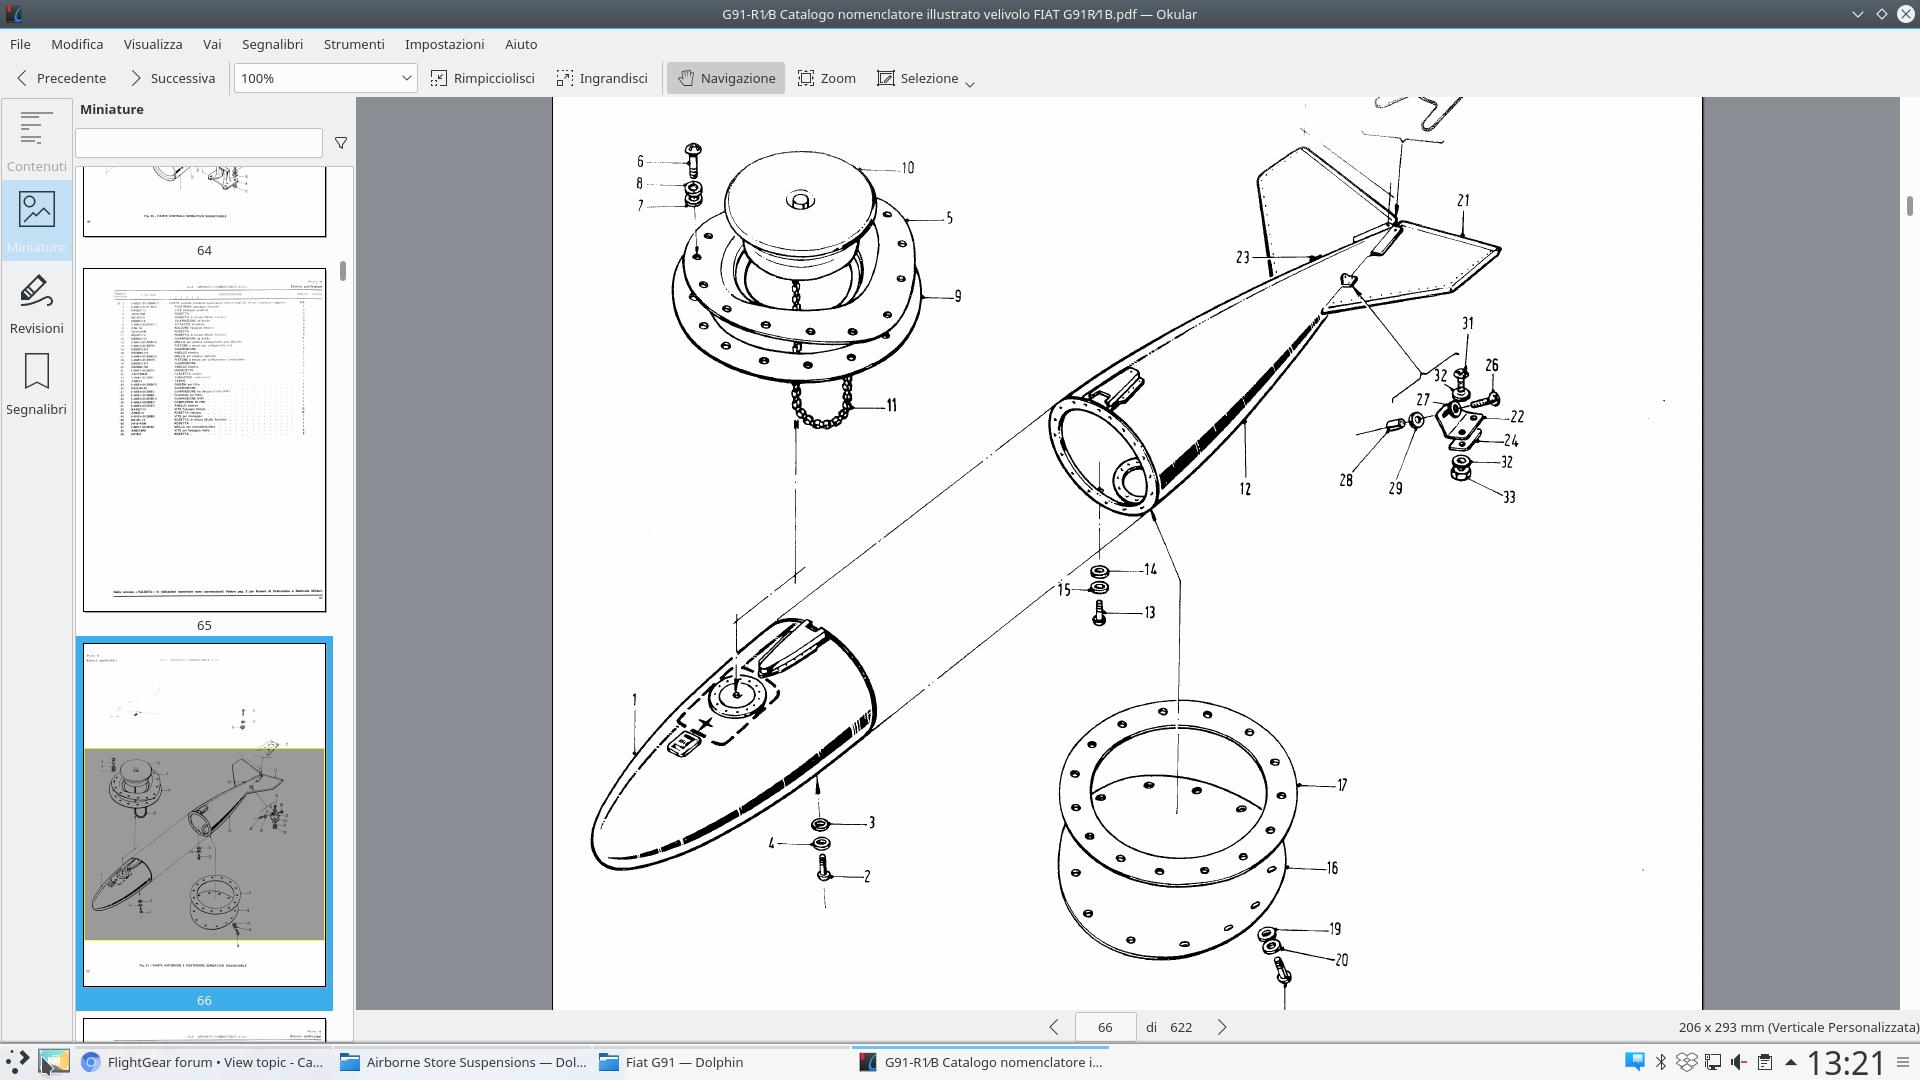 G91-R1/B Catalogo nomenclatore illustrato velivolo FIAT G91R/1B.pdf — Okular
File Modifica Visualizza Vai Segnalibri Strumenti Impostazioni Aiuto
Precedente Successiva 100% Rimpicciolisci Ingrandisci Navigazione Zoom Selezione
Miniature
Contenuti
Miniature
Revisioni
Segnalibri
64
65
66
6
8
7
10
5
9
11
21
23
31
32
26
27
22
24
28
29
32
33
12
14
15
13
1
3
4
2
17
16
19
20
66 di 622
206 x 293 mm (Verticale Personalizzata)
FlightGear forum • View topic - Ca...
Airborne Store Suspensions — Dol...
Fiat G91 — Dolphin
G91-R1/B Catalogo nomenclatore i...
13:21